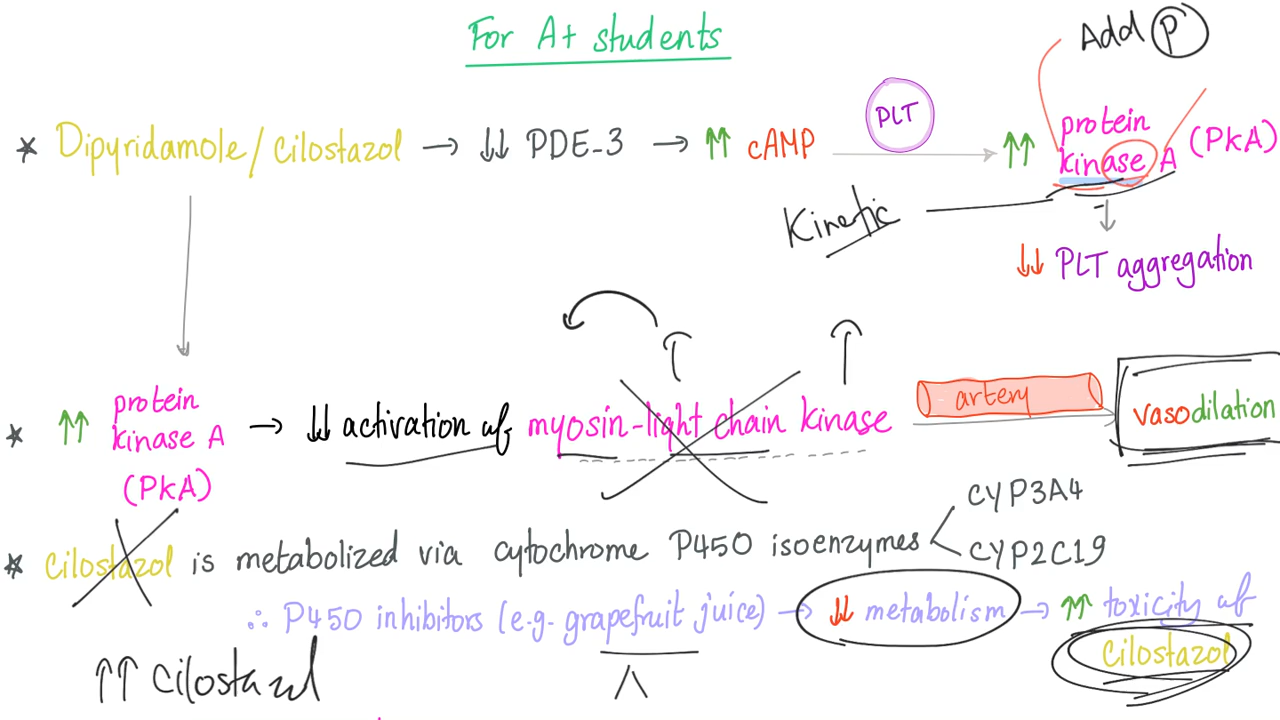 For A+ students
Add P
* Dipyridamole/cilostazol → ↓↓ PDE-3 → ↑↑ cAMP PLT → ↑↑ protein kinase A (PkA)
Kinetic
↓↓ PLT aggregation
* ↑↑ protein kinase A (PkA) → ↓↓ activation of myosin-light chain kinase artery → vasodilation
* cilostazol is metabolized via cytochrome P450 isoenzymes < CYP3A4
CYP2C19
∴ P450 inhibitors (e.g. grapefruit juice) → ↓↓ metabolism → ↑↑ toxicity of
cilostazol
↑↑ cilostazol